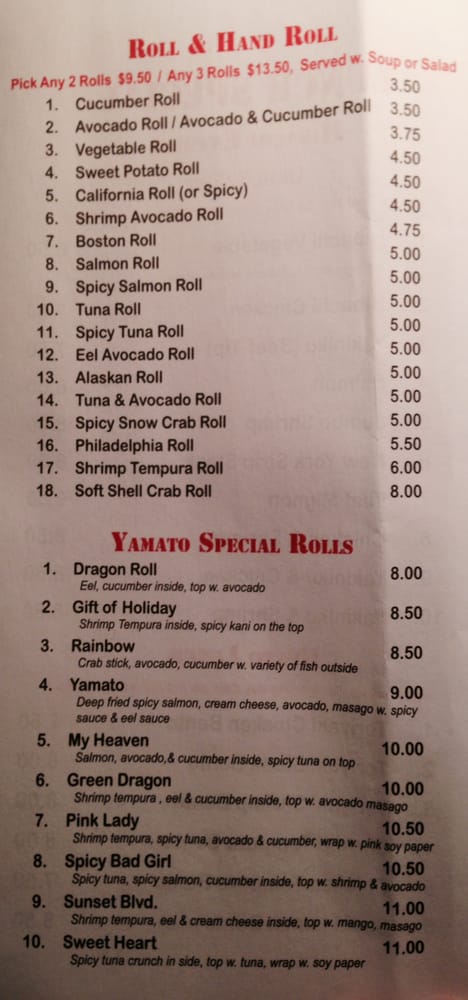 ROLL & HAND ROLL
Pick Any 2 Rolls $9.50 / Any 3 Rolls $13.50, Served w. Soup or Salad
1. Cucumber Roll 3.50
2. Avocado Roll / Avocado & Cucumber Roll 3.50
3. Vegetable Roll 3.75
4. Sweet Potato Roll 4.50
5. California Roll (or Spicy) 4.50
6. Shrimp Avocado Roll 4.50
7. Boston Roll 4.75
8. Salmon Roll 5.00
9. Spicy Salmon Roll 5.00
10. Tuna Roll 5.00
11. Spicy Tuna Roll 5.00
12. Eel Avocado Roll 5.00
13. Alaskan Roll 5.00
14. Tuna & Avocado Roll 5.00
15. Spicy Snow Crab Roll 5.00
16. Philadelphia Roll 5.50
17. Shrimp Tempura Roll 6.00
18. Soft Shell Crab Roll 8.00
YAMATO SPECIAL ROLLS
1. Dragon Roll 8.00
Eel, cucumber inside, top w. avocado
2. Gift of Holiday 8.50
Shrimp Tempura inside, spicy kani on the top
3. Rainbow 8.50
Crab stick, avocado, cucumber w. variety of fish outside
4. Yamato 9.00
Deep fried spicy salmon, cream cheese, avocado, masago w. spicy
sauce & eel sauce
5. My Heaven 10.00
Salmon, avocado,& cucumber inside, spicy tuna on top
6. Green Dragon 10.00
Shrimp tempura , eel & cucumber inside, top w. avocado masago
7. Pink Lady 10.50
Shrimp tempura, spicy tuna, avocado & cucumber, wrap w. pink soy paper
8. Spicy Bad Girl 10.50
Spicy tuna, spicy salmon, cucumber inside, top w. shrimp & avocado
9. Sunset Blvd. 11.00
Shrimp tempura, eel & cream cheese inside, top w. mango, masago
10. Sweet Heart 11.00
Spicy tuna crunch in side, top w. tuna, wrap w. soy paper